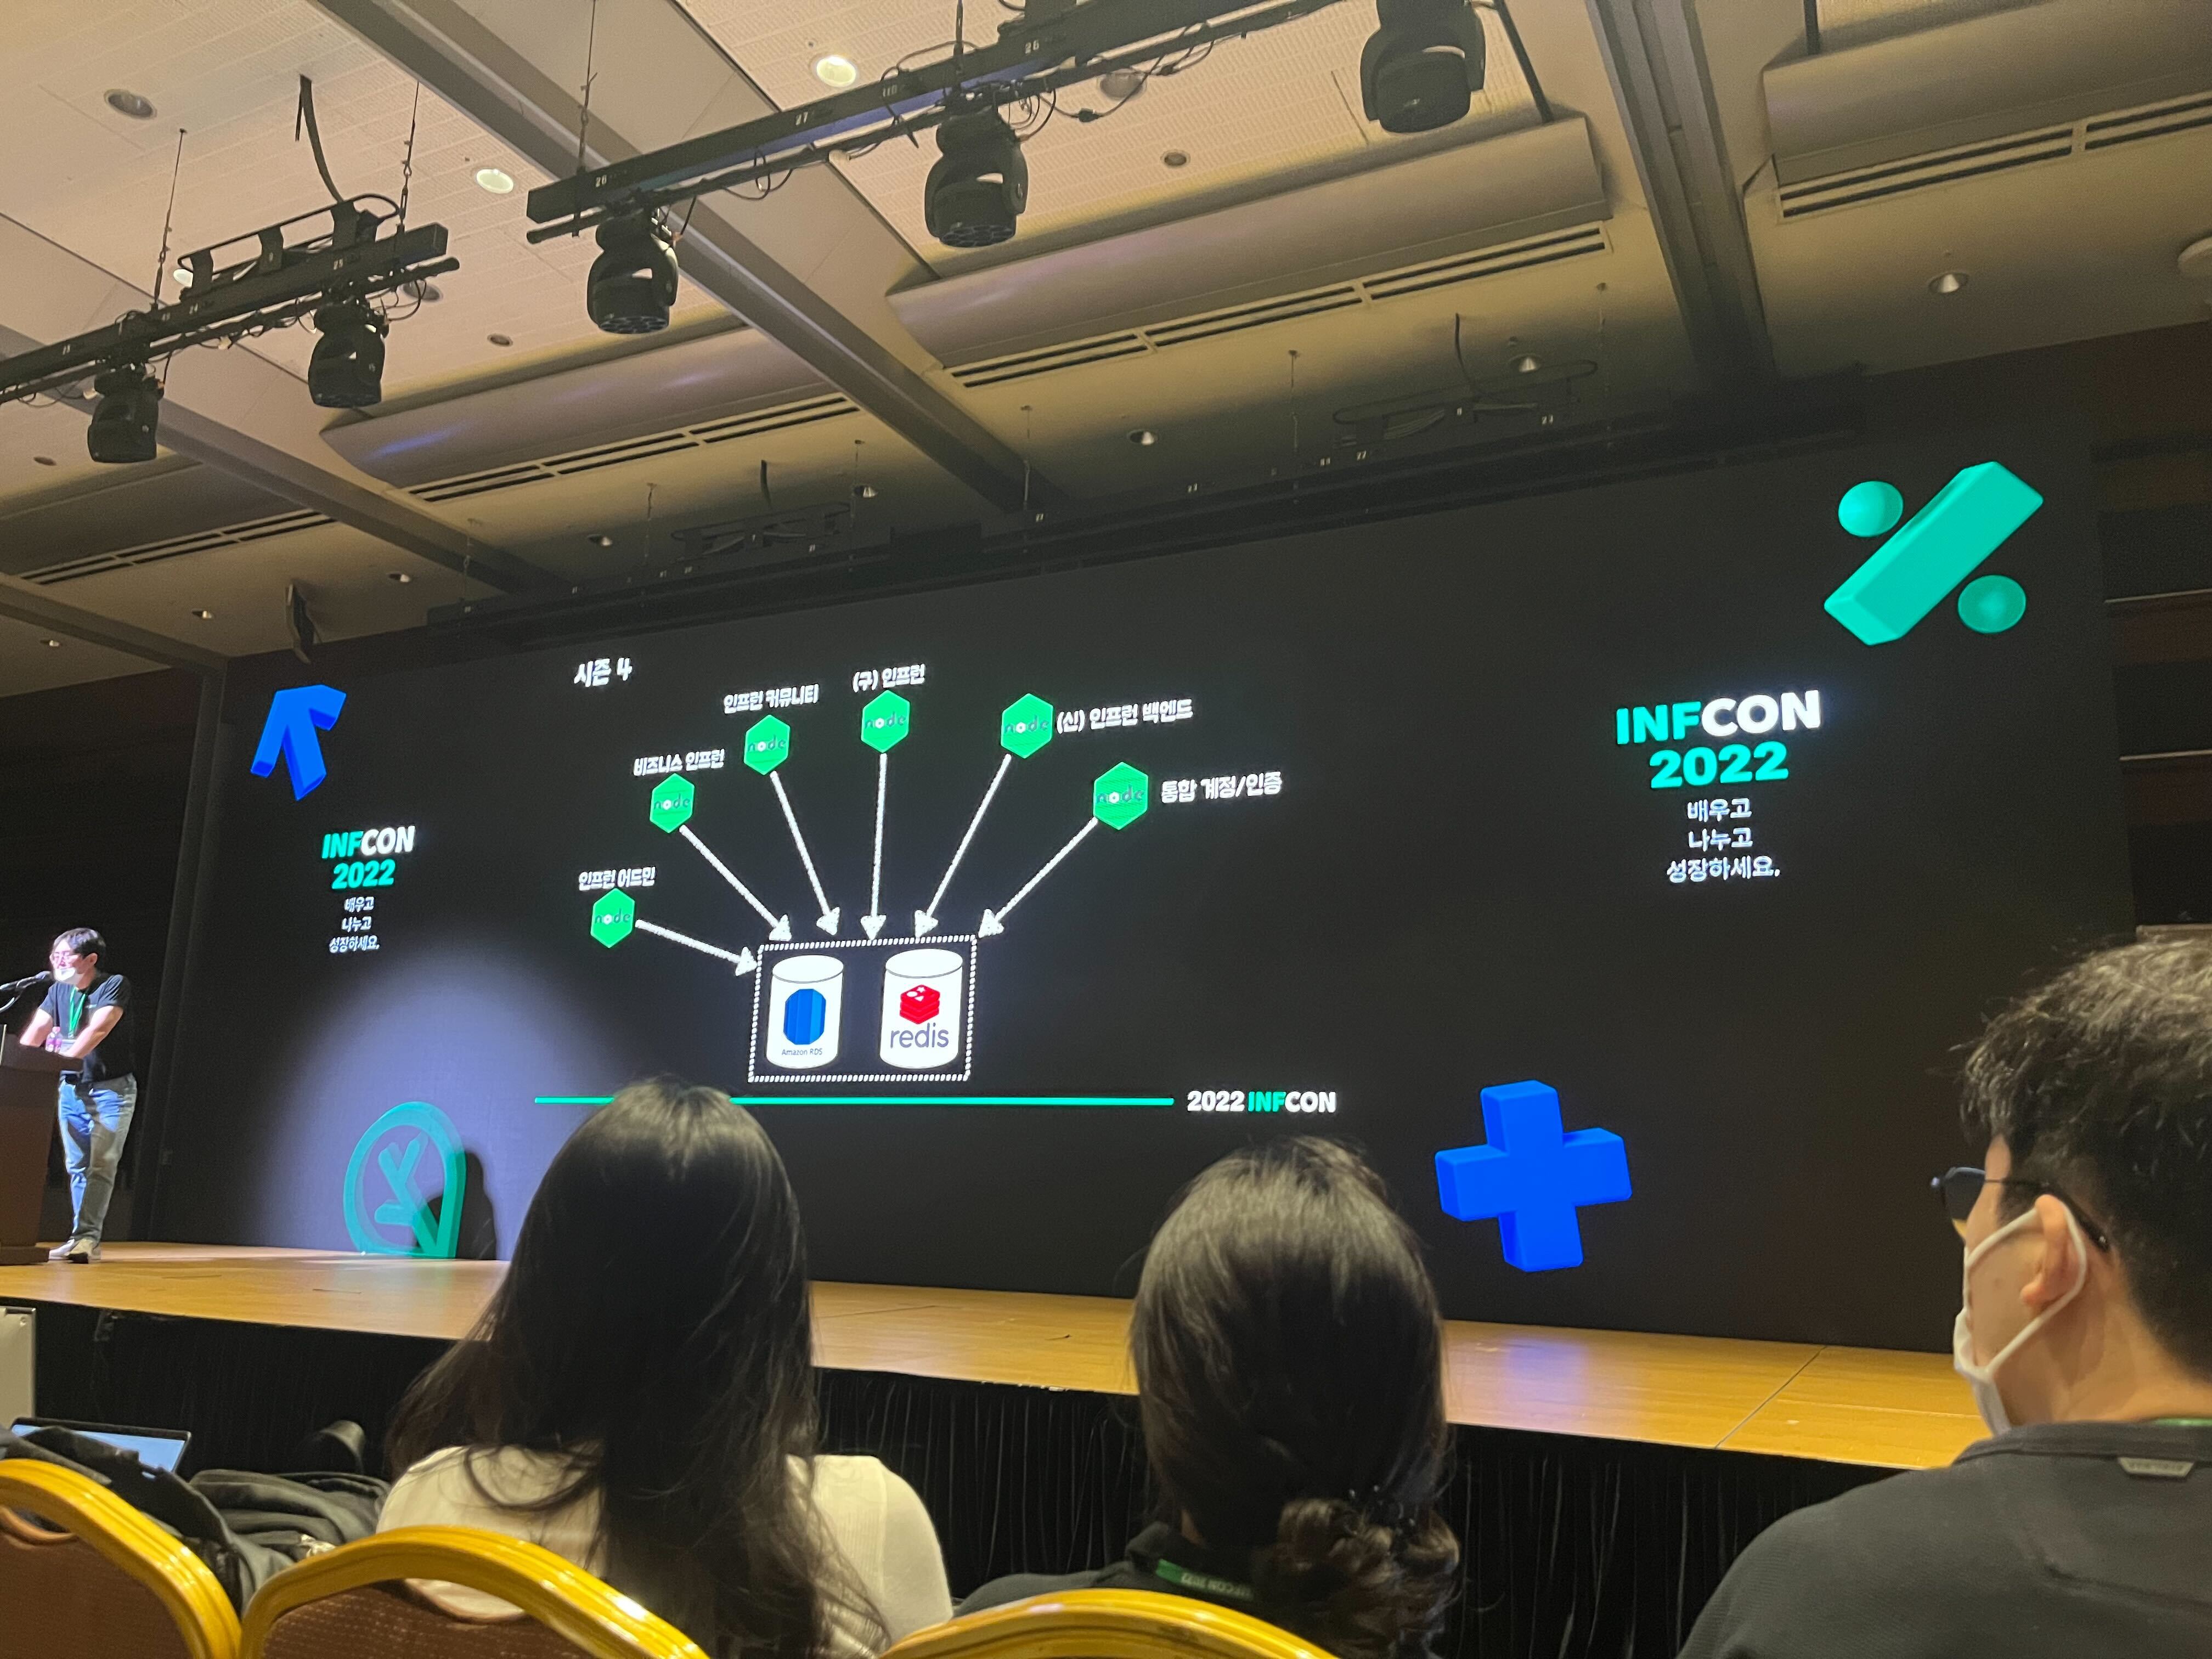 시즌 4
인프런 커뮤니티
(구) 인프런
(신) 인프런 백엔드
비즈니스 인프런
통합 계정/인증
인프런 어드민
node
node
node
node
node
node
Amazon RDS
redis
2022 INFCON
INFCON
2022
배우고
나누고
성장하세요.
INFCON
2022
배우고
나누고
성장하세요.